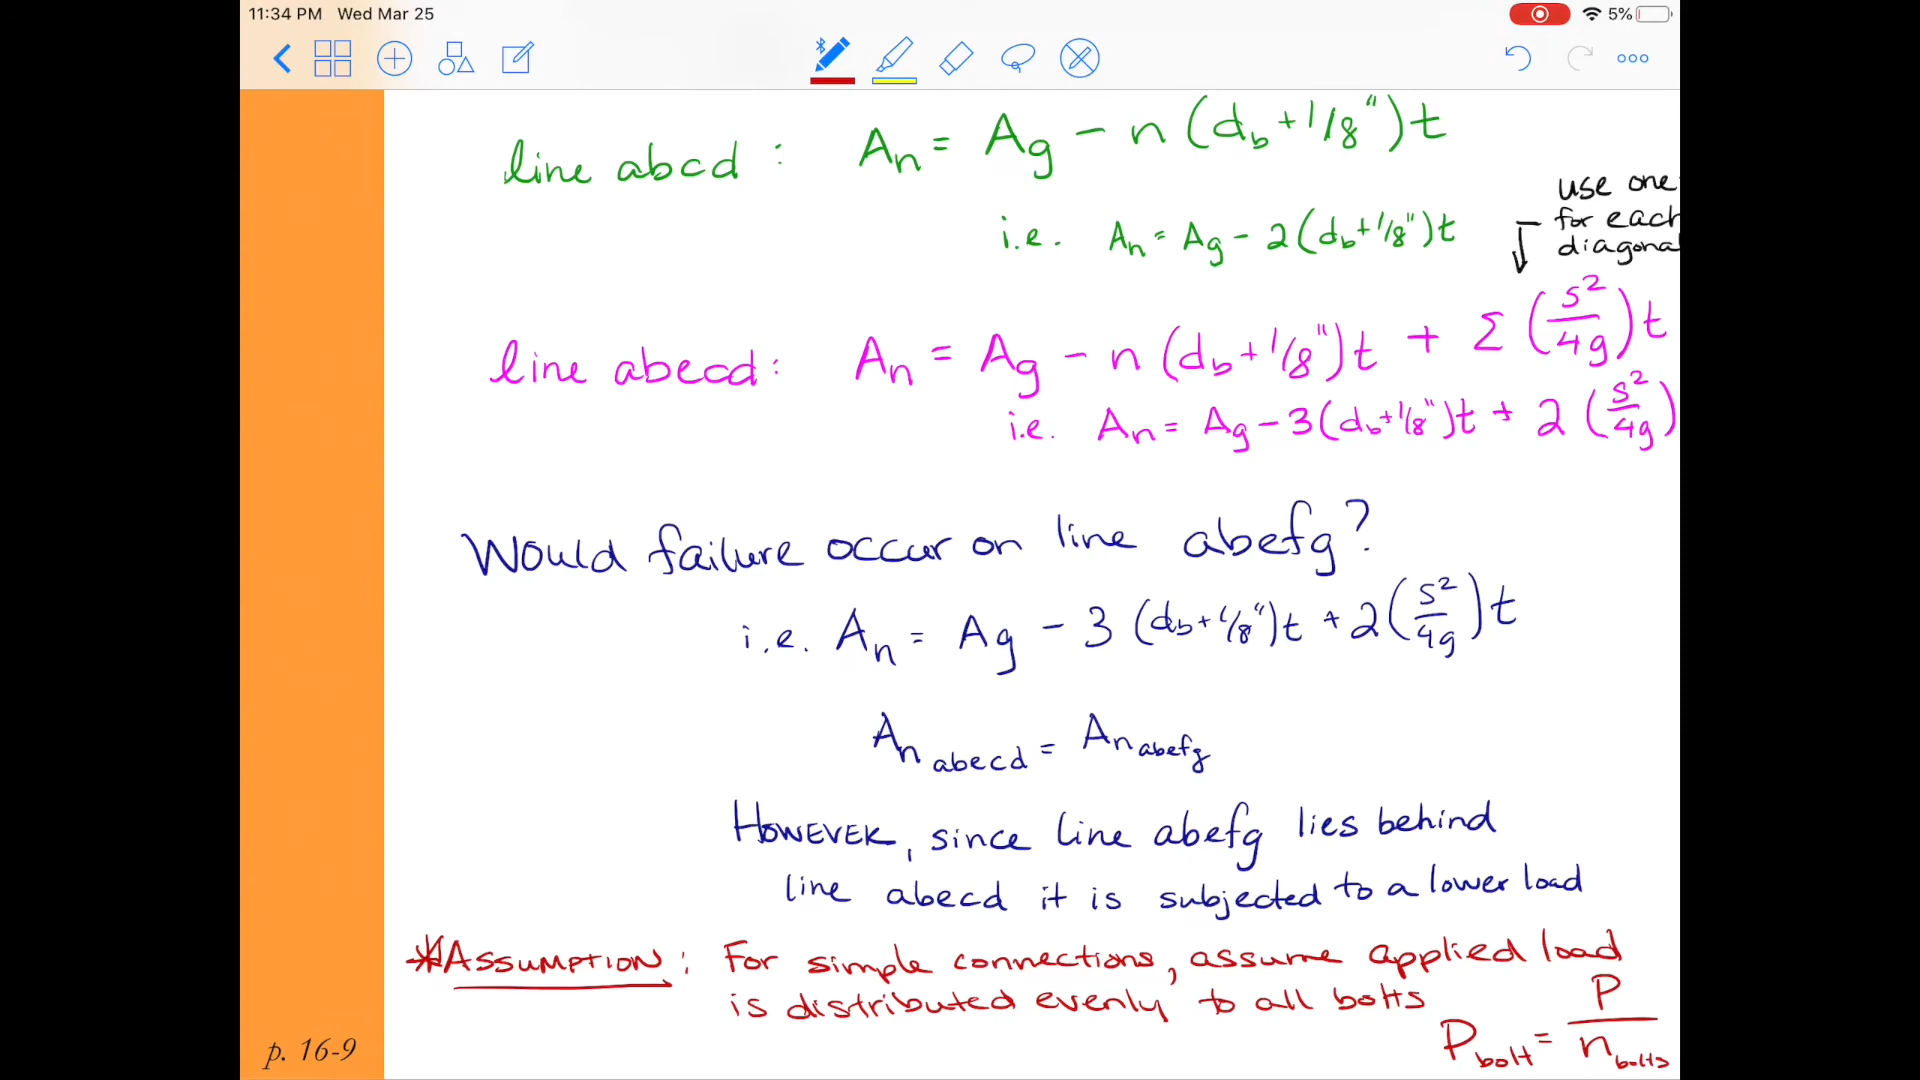 11:34 PM Wed Mar 25 5%
line abcd : An = Ag - n (db + 1/8") t
i.e. An = Ag - 2 (db + 1/8") t
use one
for each
diagonal
line abecd : An = Ag - n (db + 1/8") t + Σ (s²/4g) t
i.e. An = Ag - 3 (db + 1/8") t + 2 (s²/4g)
Would failure occur on line abefg?
i.e. An = Ag - 3 (db + 1/8") t + 2 (s²/4g) t
An abecd = An abefg
HOWEVER, since line abefg lies behind
line abecd it is subjected to a lower load
*ASSUMPTION : For simple connections, assume applied load
is distributed evenly to all bolts
Pbolt = P/nbolts
p. 16-9